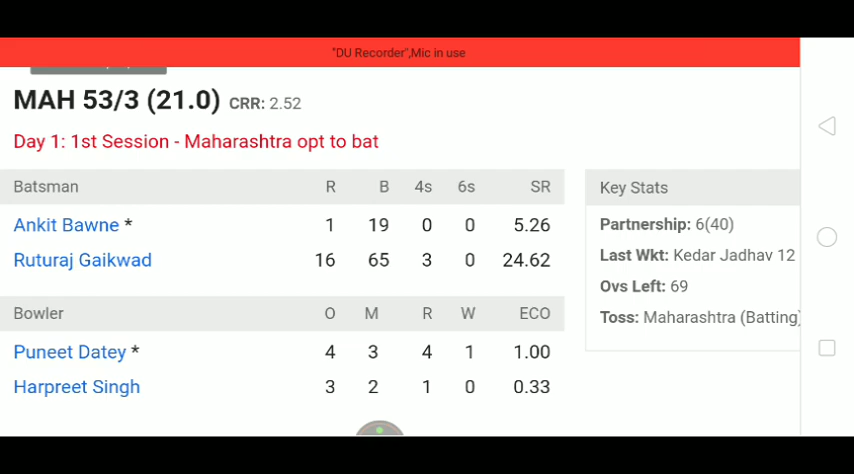 "DU Recorder",Mic in use
MAH 53/3 (21.0) CRR: 2.52
Day 1: 1st Session - Maharashtra opt to bat
Batsman R B 4s 6s SR
Ankit Bawne * 1 19 0 0 5.26
Ruturaj Gaikwad 16 65 3 0 24.62
Bowler O M R W ECO
Puneet Datey * 4 3 4 1 1.00
Harpreet Singh 3 2 1 0 0.33
Key Stats
Partnership: 6(40)
Last Wkt: Kedar Jadhav 12
Ovs Left: 69
Toss: Maharashtra (Batting)